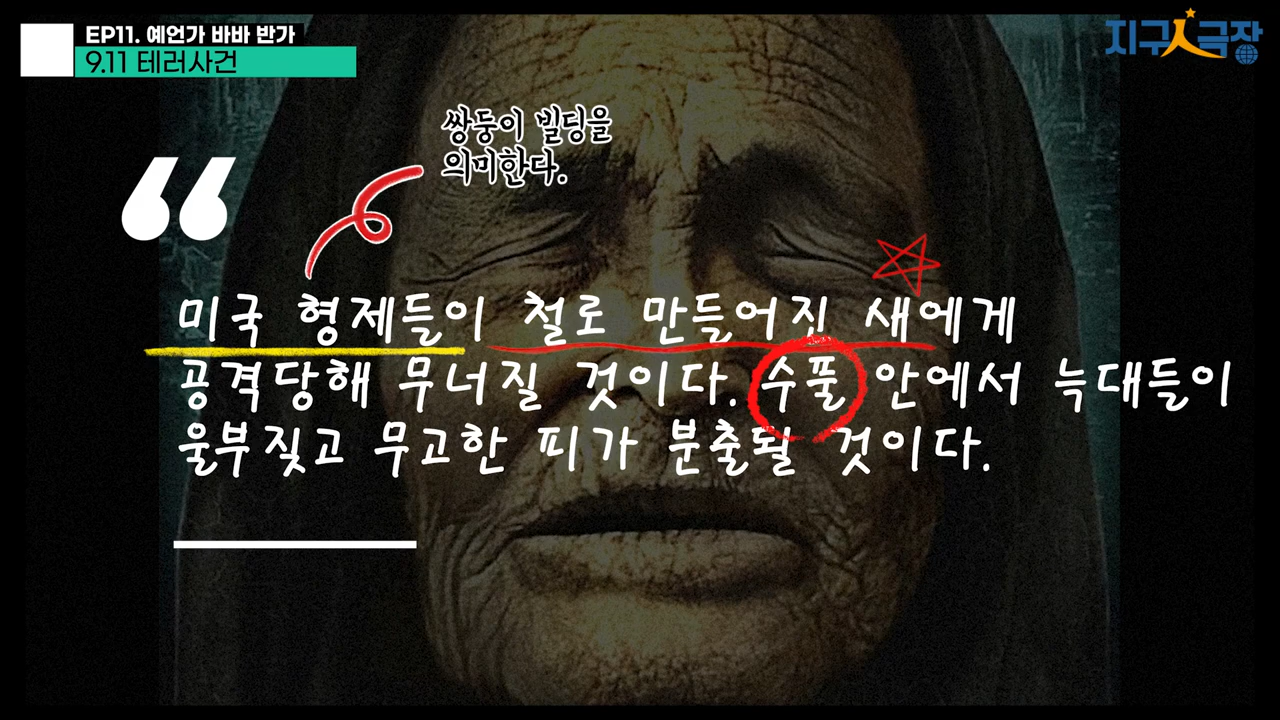 EP11. 예언가 바바 반가
9.11 테러사건
지구人극장
쌍둥이 빌딩을
의미한다.
“
미국 형제들이 철로 만들어진 새에게
공격당해 무너질 것이다. 수풀 안에서 늑대들이
울부짖고 무고한 피가 분출될 것이다.